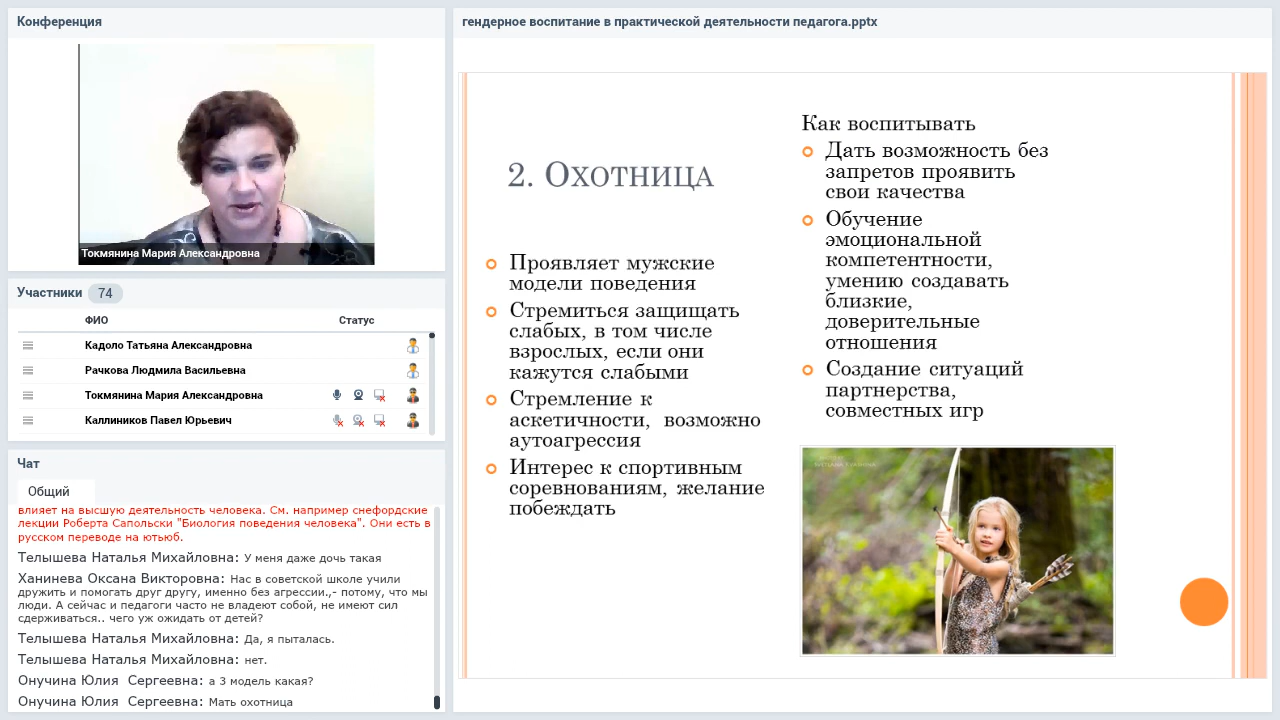 Конференция
Токмянина Мария Александровна
Участники 74
ФИО Статус
Кадоло Татьяна Александровна
Рачкова Людмила Васильевна
Токмянина Мария Александровна
Каллиников Павел Юрьевич
Чат
Общий
влияет на высшую деятельность человека. См. например снефордские
лекции Роберта Сапольски "Биология поведения человека". Они есть в
русском переводе на ютьюб.
Телышева Наталья Михайловна: У меня даже дочь такая
Ханинева Оксана Викторовна: Нас в советской школе учили
дружить и помогать друг другу, именно без агрессии.,- потому, что мы
люди. А сейчас и педагоги часто не владеют собой, не имеют сил
сдерживаться.. чего уж ожидать от детей?
Телышева Наталья Михайловна: Да, я пыталась.
Телышева Наталья Михайловна: нет.
Онучина Юлия Сергеевна: а 3 модель какая?
Онучина Юлия Сергеевна: Мать охотница
гендерное воспитание в практической деятельности педагога.pptx
2. Охотница
Проявляет мужские
модели поведения
Стремиться защищать
слабых, в том числе
взрослых, если они
кажутся слабыми
Стремление к
аскетичности, возможно
аутоагрессия
Интерес к спортивным
соревнованиям, желание
побеждать
Как воспитывать
Дать возможность без
запретов проявить
свои качества
Обучение
эмоциональной
компетентности,
умению создавать
близкие,
доверительные
отношения
Создание ситуаций
партнерства,
совместных игр